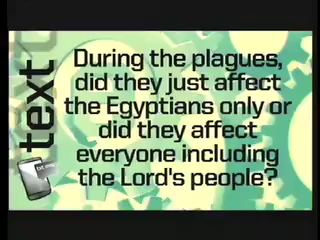 During the plagues,
did they just affect
the Egyptians only or
did they affect
everyone including
the Lord's people?
text